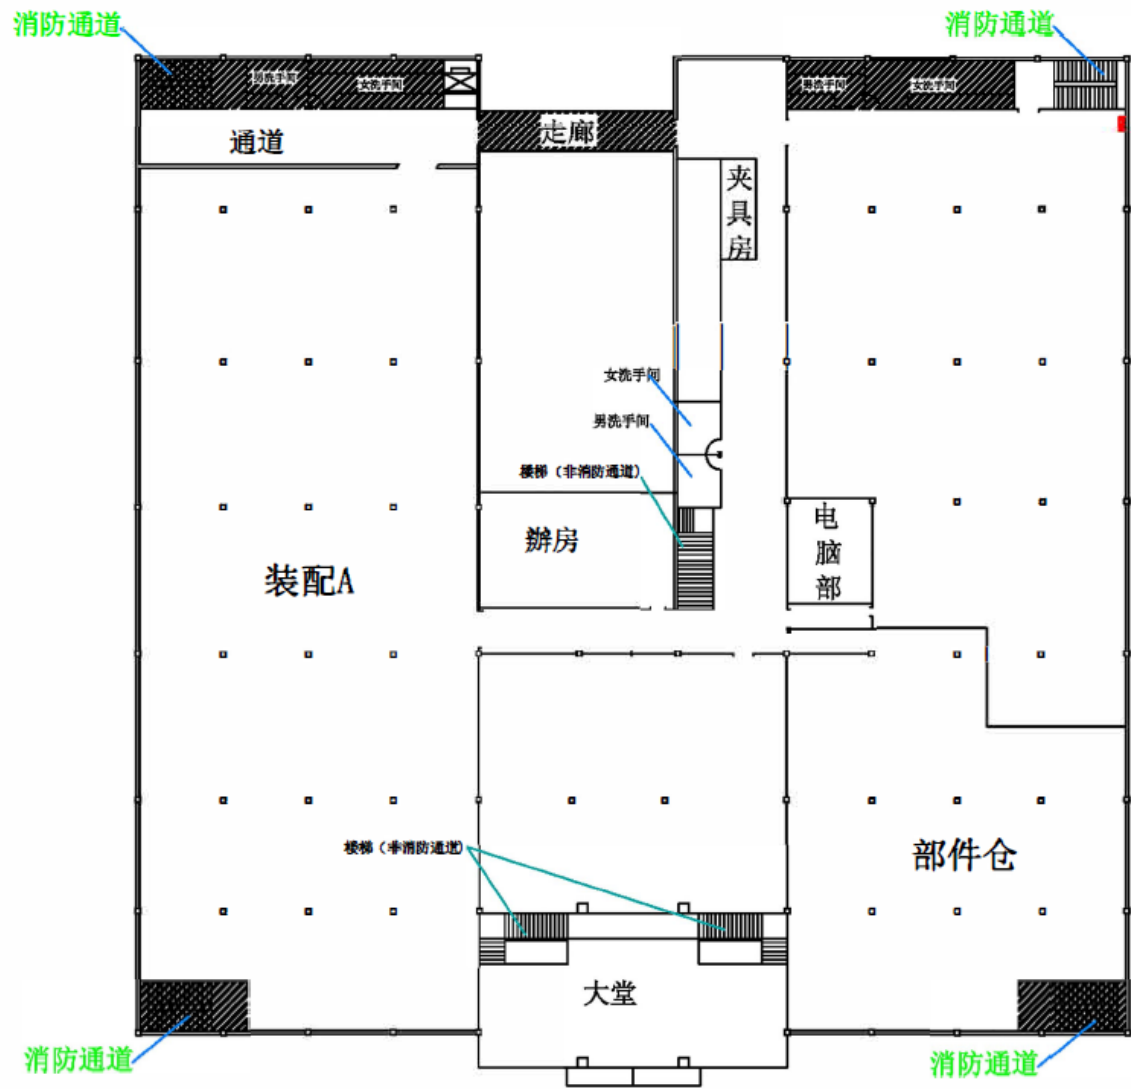 消防通道
消防通道
男洗手间
女洗手间
男洗手间
女洗手间
走廊
通道
夹
具
房
女洗手间
男洗手间
楼梯（非消防通道）
辦房
电
脑
部
装配A
楼梯（非消防通道）
部件仓
大堂
消防通道
消防通道